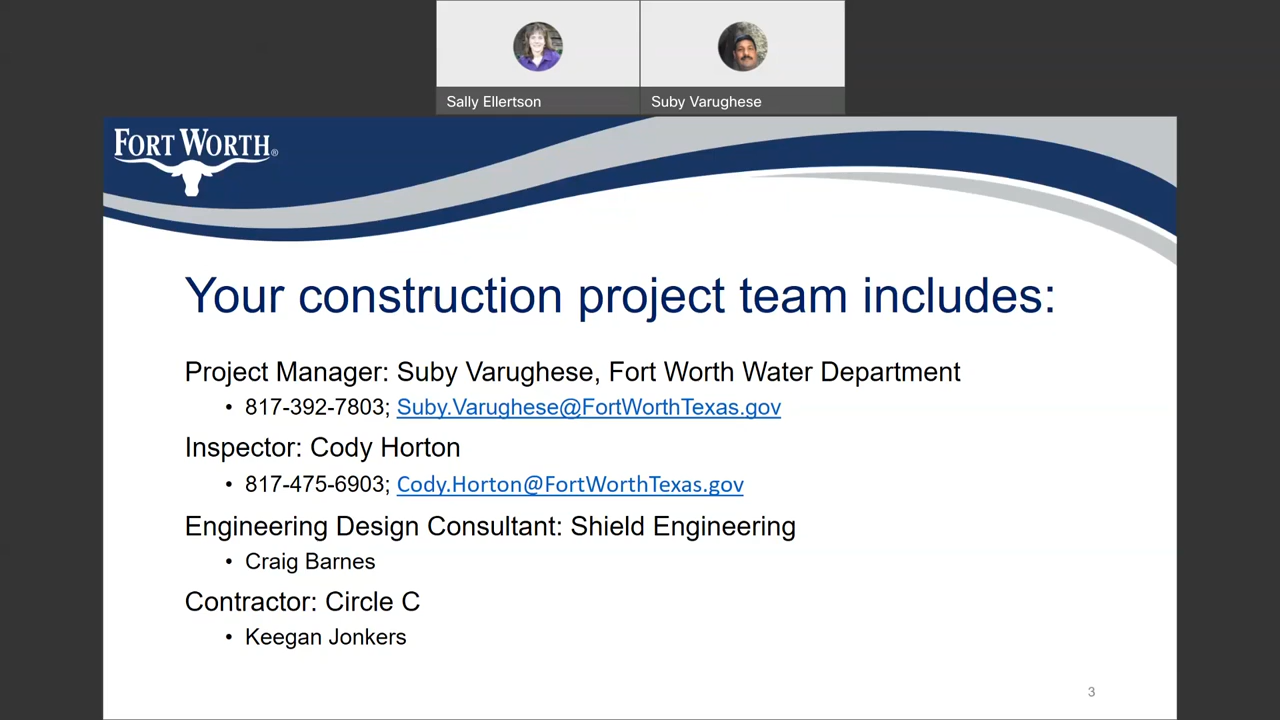 Sally Ellertson
Suby Varughese
FORT WORTH®
Your construction project team includes:
Project Manager: Suby Varughese, Fort Worth Water Department
• 817-392-7803; Suby.Varughese@FortWorthTexas.gov
Inspector: Cody Horton
• 817-475-6903; Cody.Horton@FortWorthTexas.gov
Engineering Design Consultant: Shield Engineering
• Craig Barnes
Contractor: Circle C
• Keegan Jonkers
3